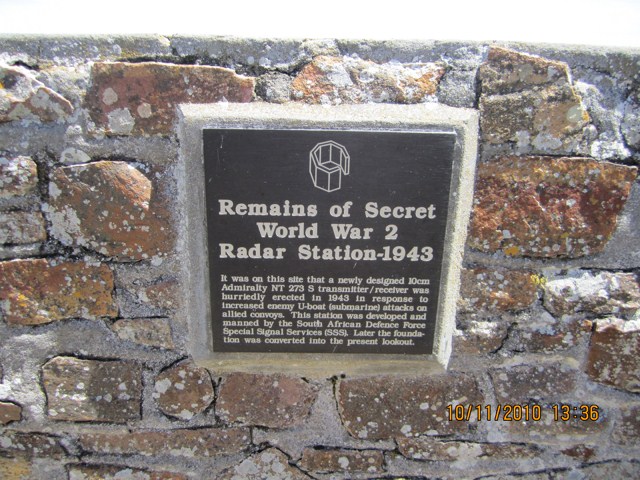 Remains of Secret
World War 2
Radar Station-1943
It was on this site that a newly designed 10cm
Admiralty NT 273 S transmitter/receiver was
hurriedly erected in 1943 in response to
increased enemy U-boat (submarine) attacks on
allied convoys. This station was developed and
manned by the South African Defence Force
Special Signal Services (SSS). Later the founda-
tion was converted into the present lookout.
10/11/2010 13:36